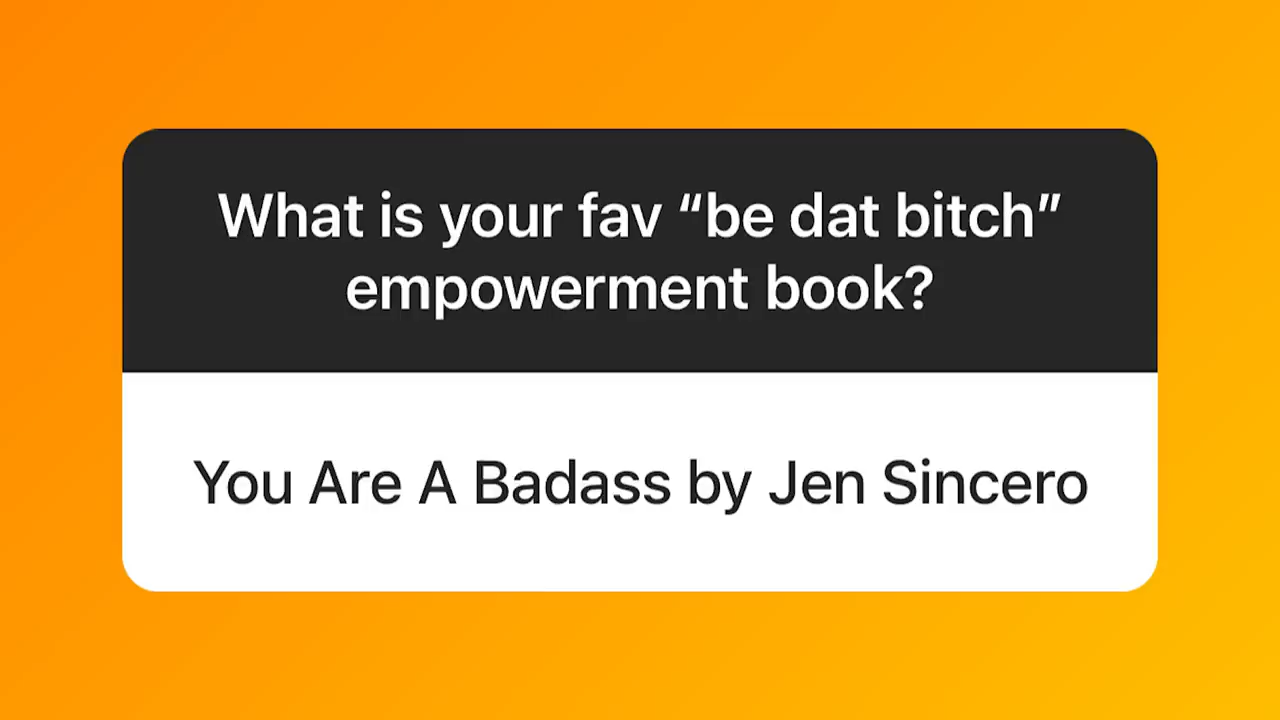 What is your fav “be dat bitch”
empowerment book?
You Are A Badass by Jen Sincero